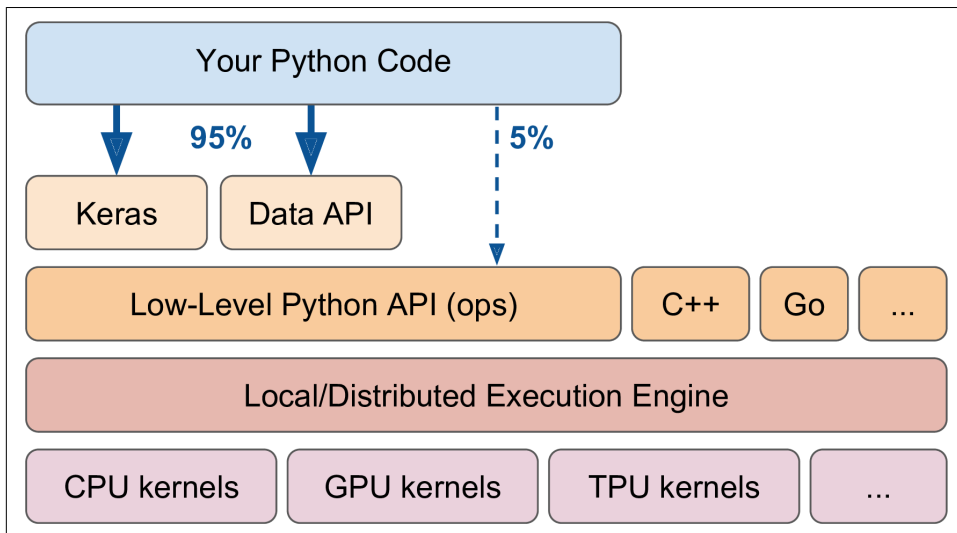 Your Python Code
95%
5%
Keras
Data API
Low-Level Python API (ops)
C++
Go
...
Local/Distributed Execution Engine
CPU kernels
GPU kernels
TPU kernels
...